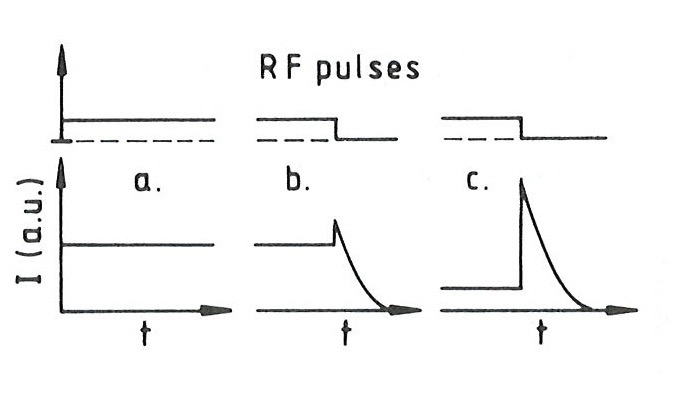 RF pulses
a.
b.
c.
I (a.u.)
t
t
t